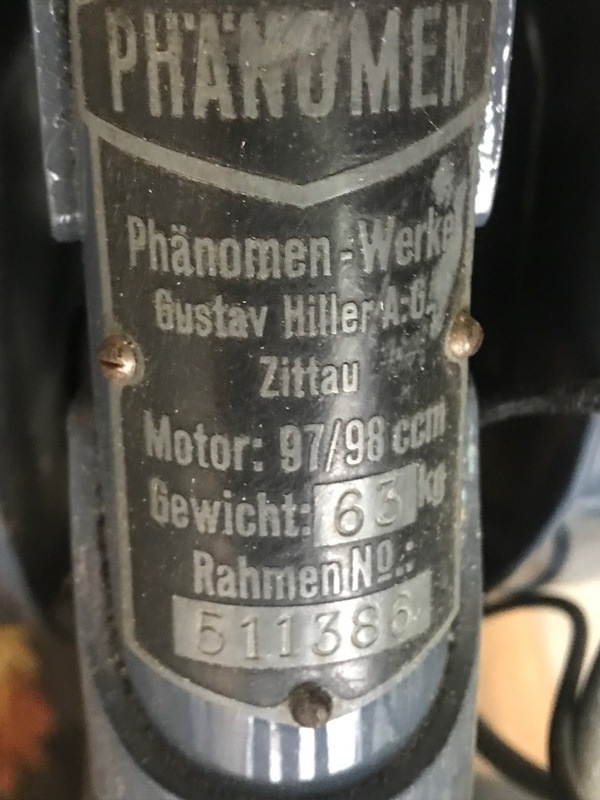 PHÄNOMEN
Phänomen-Werke
Gustav Hiller A.-G.
Zittau
Motor: 97/98 ccm
Gewicht: 63 kg
Rahmen No.:
511386